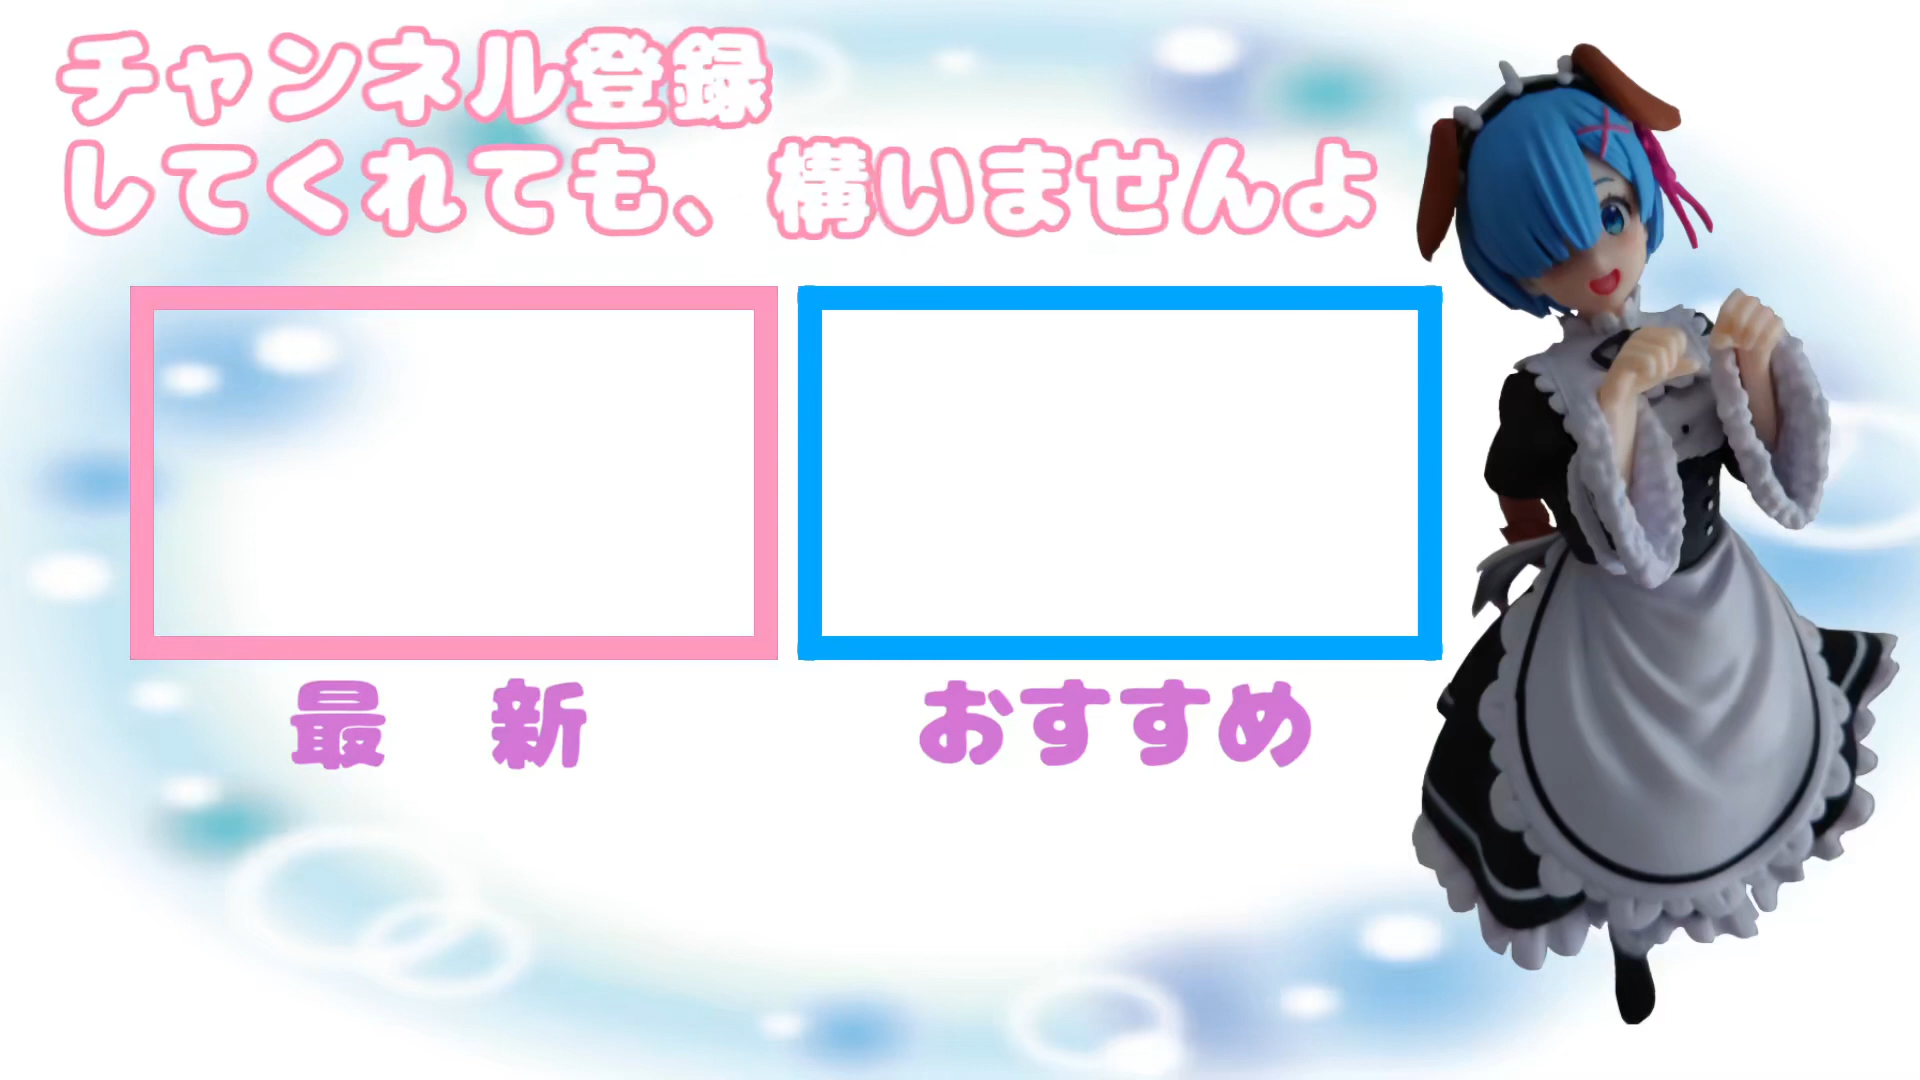 チャンネル登録
してくれても、構いませんよ
最　新
おすすめ